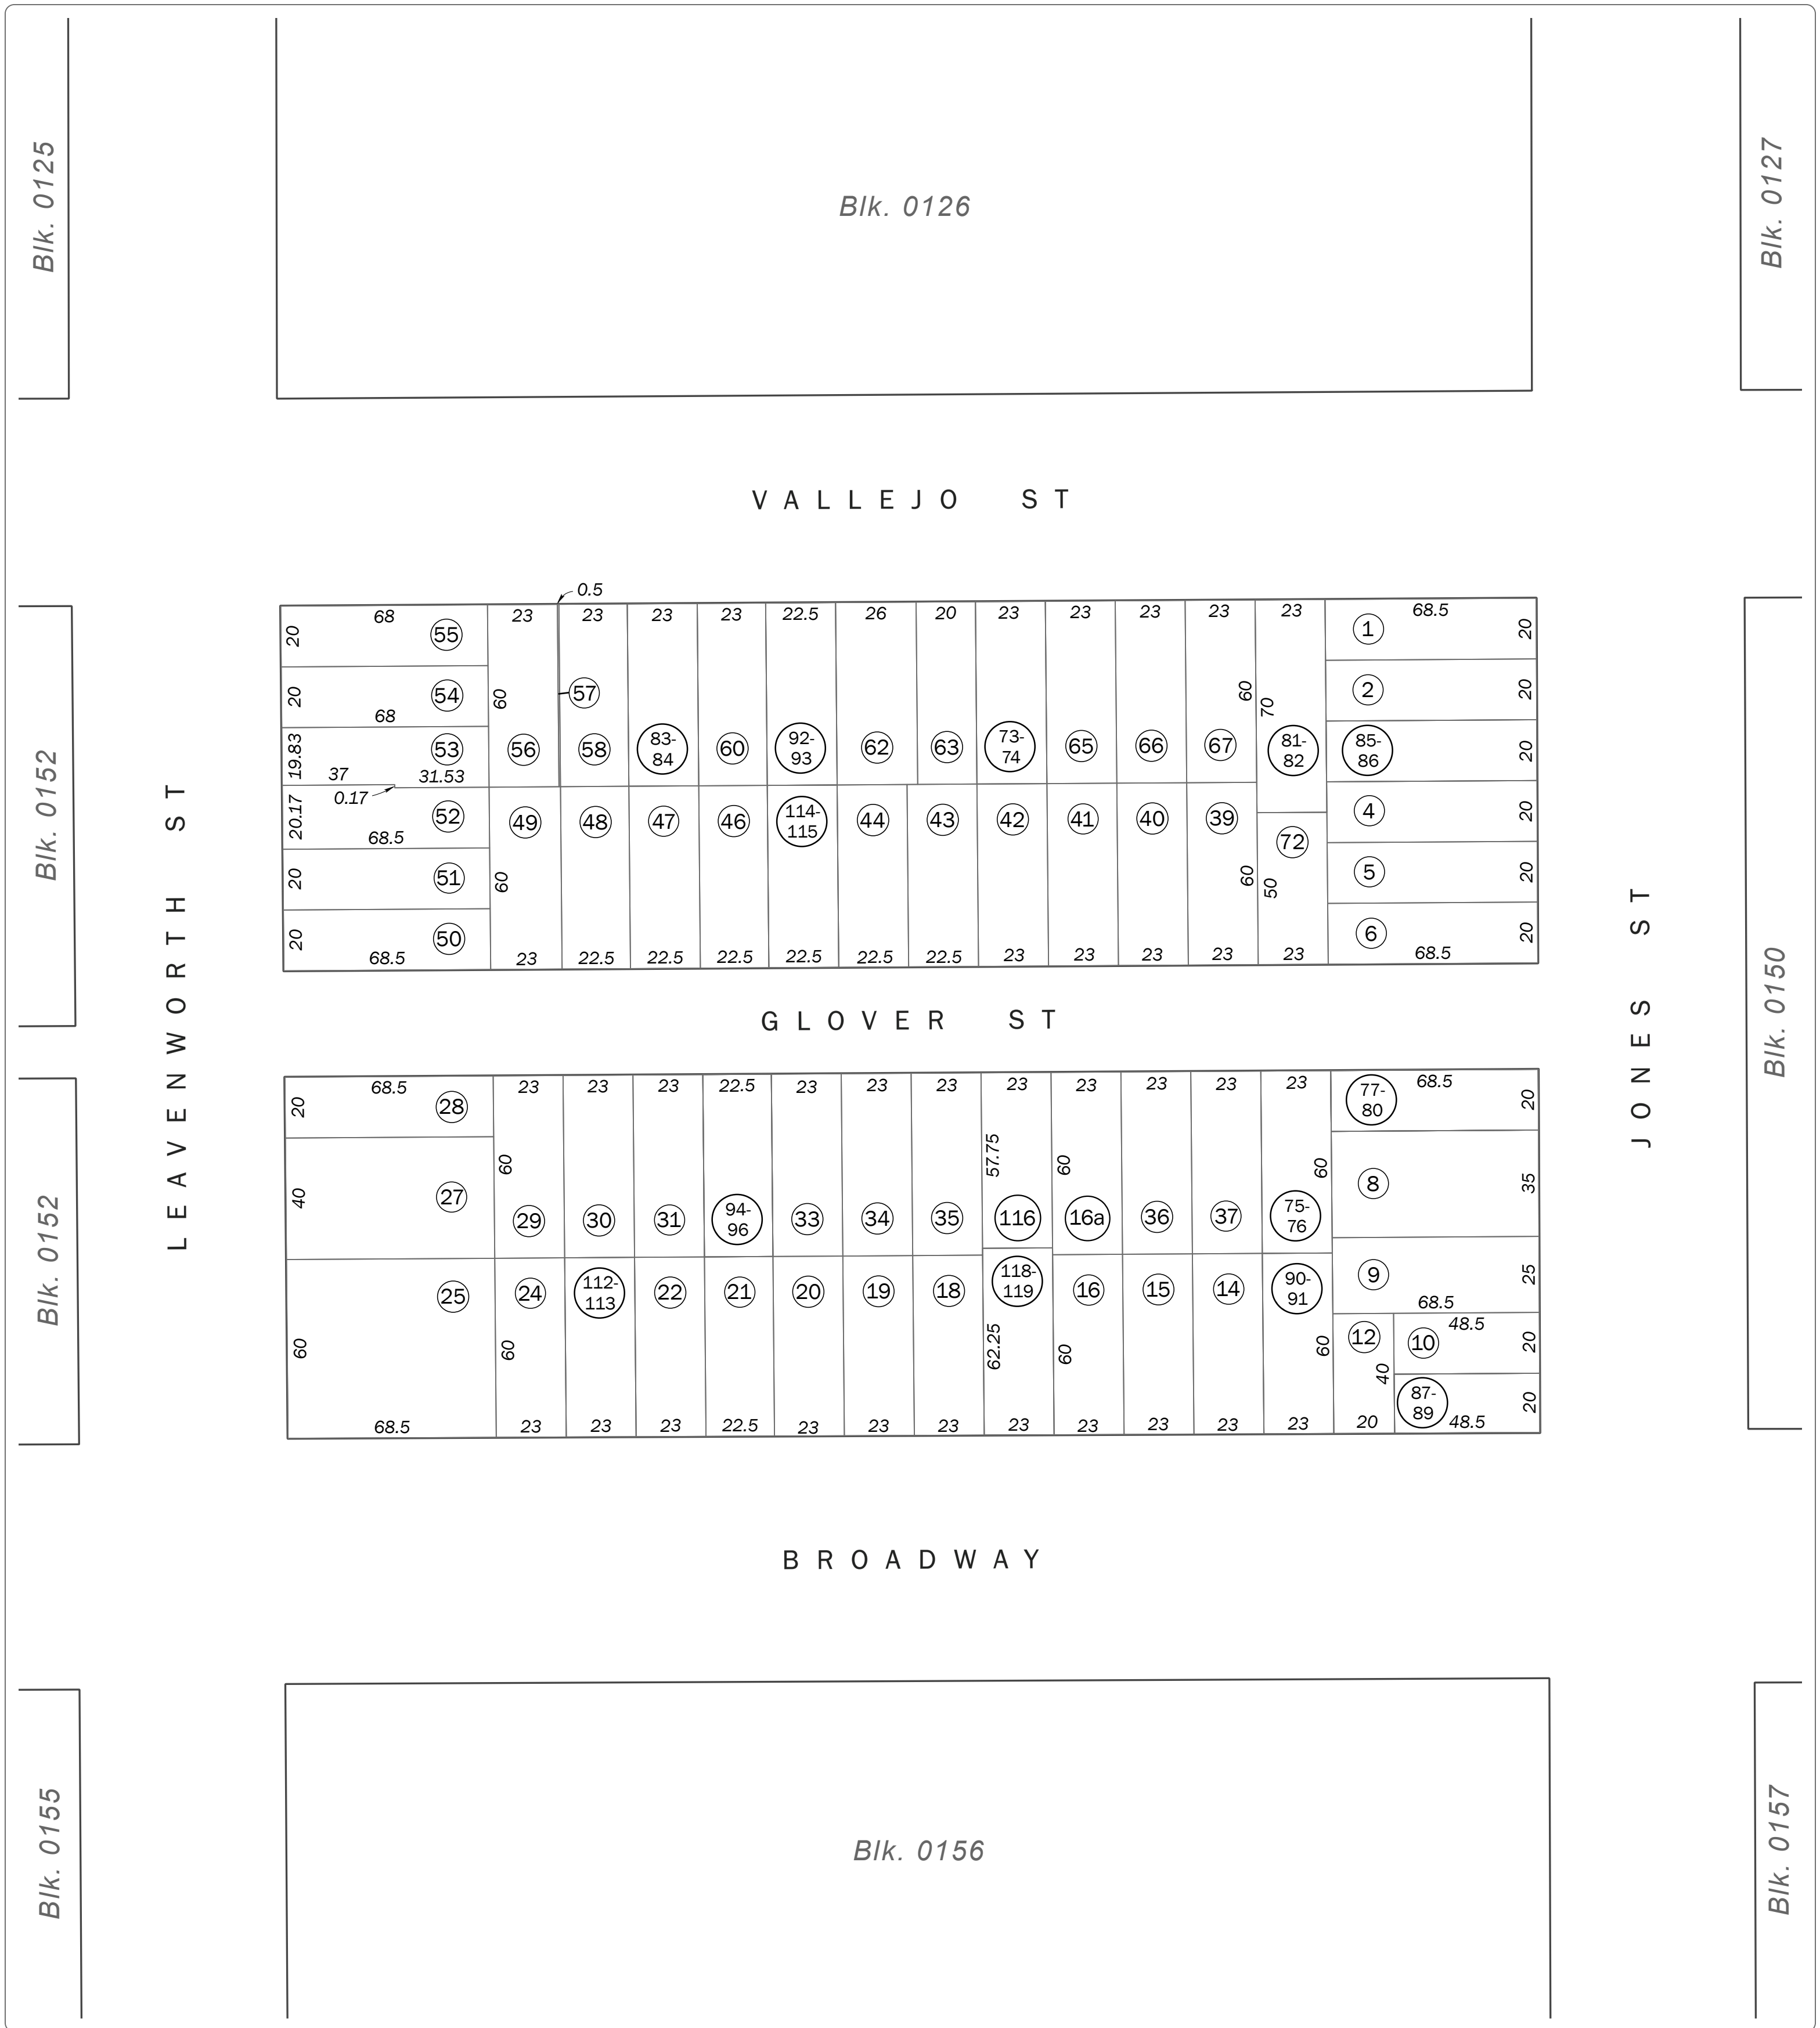 Blk. 0125
Blk. 0126
Blk. 0127
VALLEJO ST
0.5
68 23 23 23 23 22.5 26 20 23 23 23 23 23 68.5
20 55 1 20
20 54 60 57 60 70 2 20
68
19.83 53 56 58 83-84 60 92-93 62 63 73-74 65 66 67 81-82 85-86 20
37 31.53
0.17
20.17 52 49 48 47 46 114-115 44 43 42 41 40 39 4 20
68.5 72
20 51 60 60 50 5 20
20 50 6 20
68.5 23 22.5 22.5 22.5 22.5 22.5 22.5 23 23 23 23 23 68.5
Blk. 0152
LEAVENWORTH ST
GLOVER ST
JONES ST
Blk. 0150
68.5 23 23 23 22.5 23 23 23 23 23 23 23 23 68.5
20 28 77-80 20
60 57.75 60 60
40 27 8 35
29 30 31 94-96 33 34 35 116 16a 36 37 75-76
25 24 112-113 22 21 20 19 18 118-119 16 15 14 90-91 9 25
68.5
60 60 62.25 60 60 12 10 48.5 20
40
87-89 20
68.5 23 23 23 22.5 23 23 23 23 23 23 23 23 20 48.5
Blk. 0152
BROADWAY
Blk. 0155
Blk. 0156
Blk. 0157